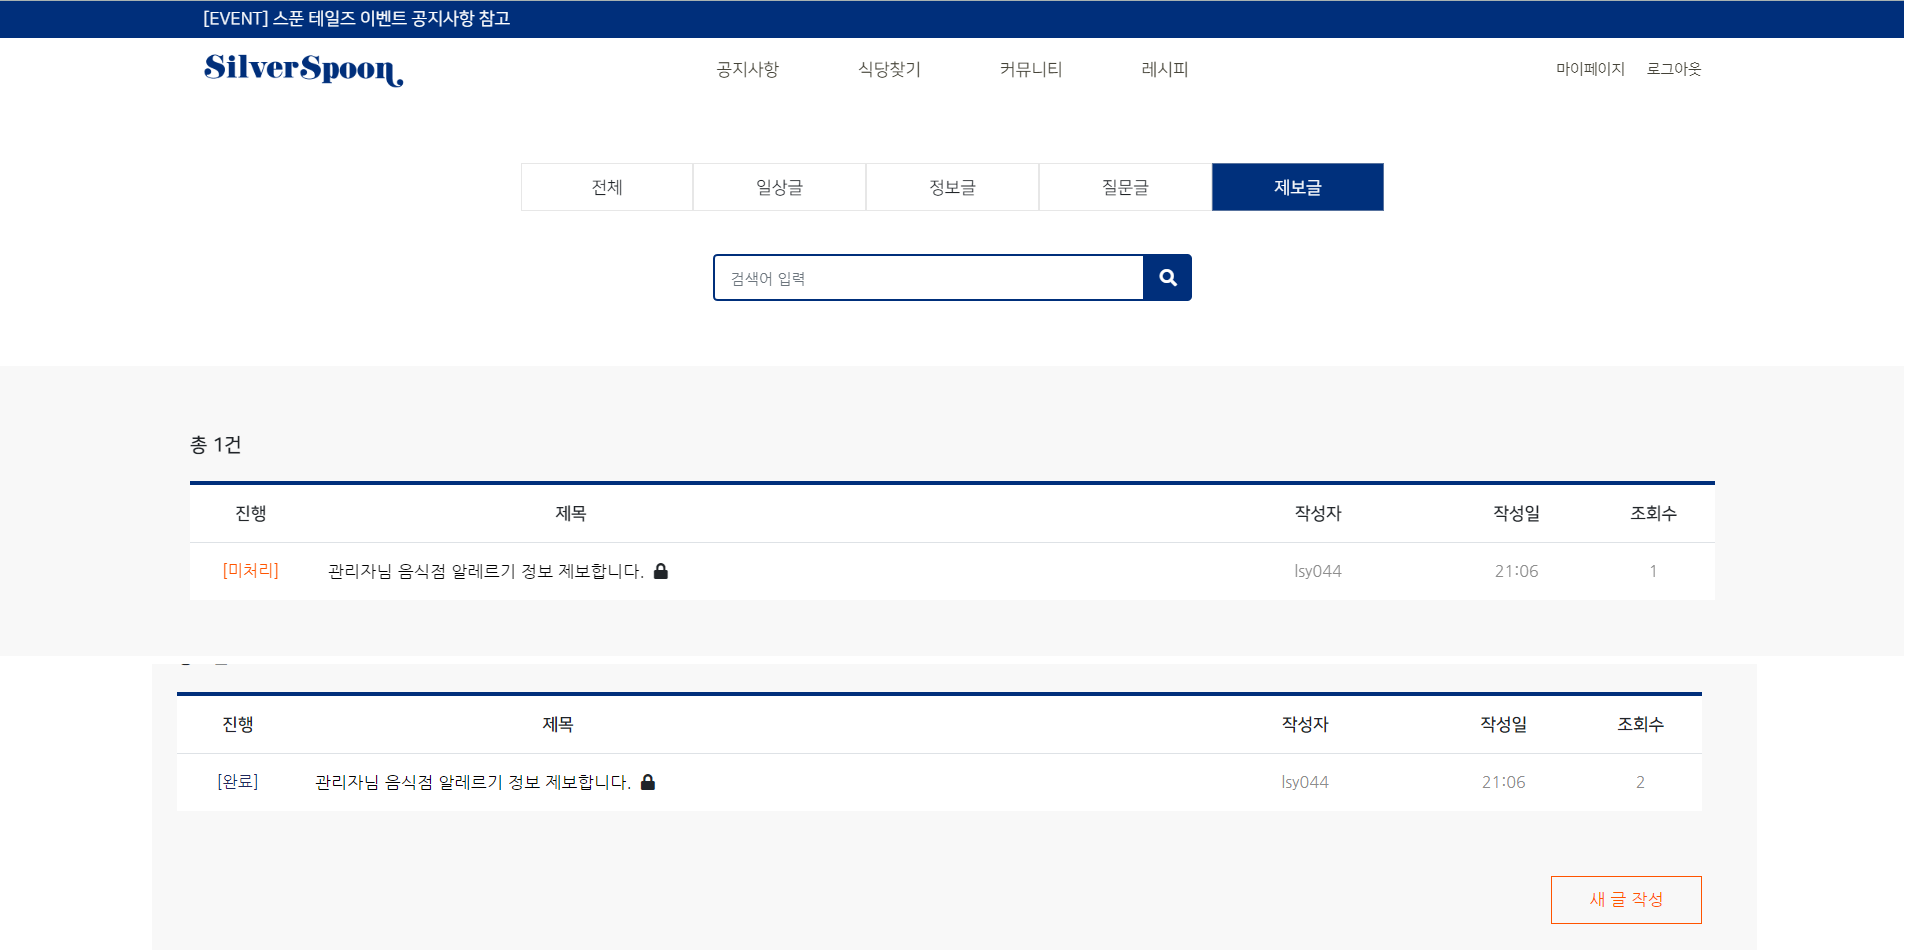 [EVENT] 스푼 테일즈 이벤트 공지사항 참고
SilverSpoon 공지사항 식당찾기 커뮤니티 레시피 마이페이지 로그아웃
전체 일상글 정보글 질문글 제보글
검색어 입력
총 1건
진행 제목 작성자 작성일 조회수
[미처리] 관리자님 음식점 알레르기 정보 제보합니다. lsy044 21:06 1
진행 제목 작성자 작성일 조회수
[완료] 관리자님 음식점 알레르기 정보 제보합니다. lsy044 21:06 2
새 글 작성